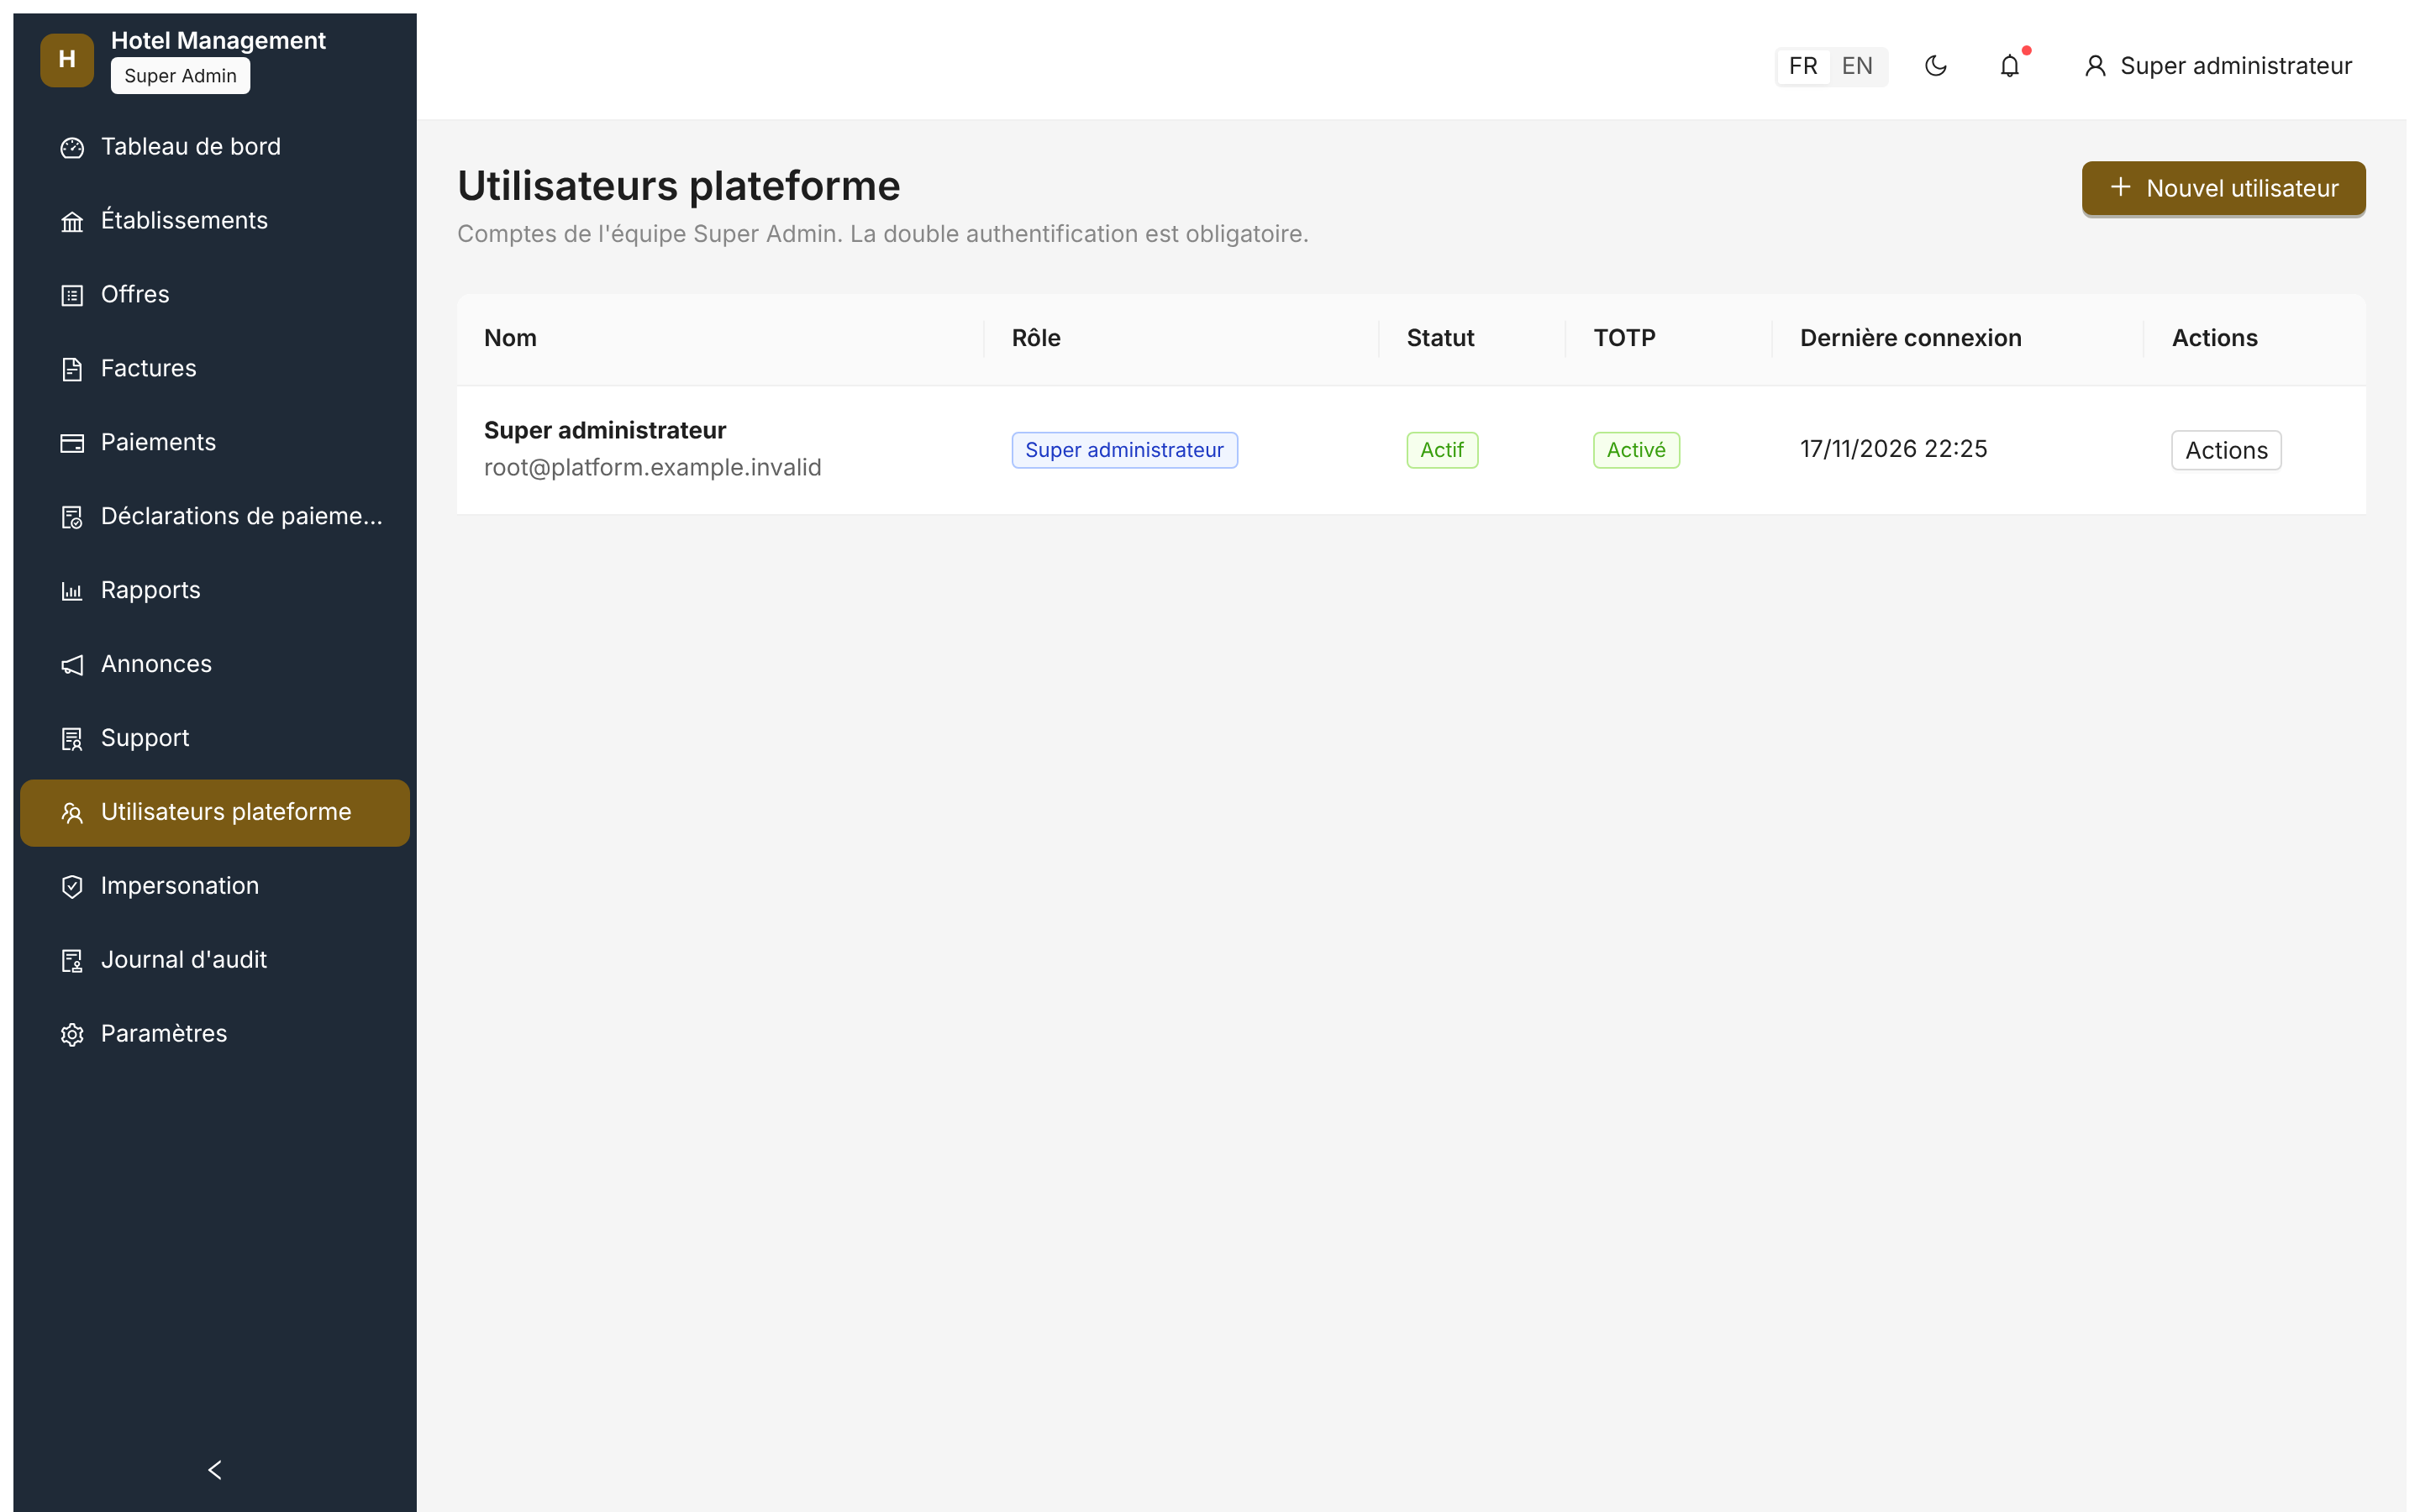 H
Hotel Management
Super Admin
Tableau de bord
Établissements
Offres
Factures
Paiements
Déclarations de paieme...
Rapports
Annonces
Support
Utilisateurs plateforme
Impersonation
Journal d'audit
Paramètres
FR EN
Super administrateur
Utilisateurs plateforme
Comptes de l'équipe Super Admin. La double authentification est obligatoire.
+ Nouvel utilisateur
Nom Rôle Statut TOTP Dernière connexion Actions
Super administrateur
root@platform.example.invalid
Super administrateur Actif Activé 17/11/2026 22:25 Actions